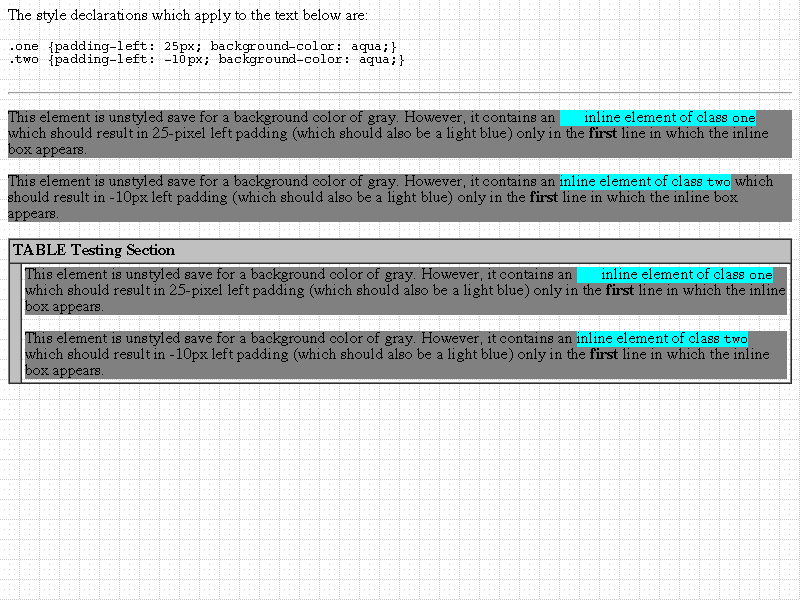 The style declarations which apply to the text below are:
.one {padding-left: 25px; background-color: aqua;}
.two {padding-left: -10px; background-color: aqua;}
This element is unstyled save for a background color of gray. However, it contains an inline element of class one
which should result in 25-pixel left padding (which should also be a light blue) only in the first line in which the inline
box appears.
This element is unstyled save for a background color of gray. However, it contains an inline element of class two which
should result in -10px left padding (which should also be a light blue) only in the first line in which the inline box
appears.
TABLE Testing Section
This element is unstyled save for a background color of gray. However, it contains an inline element of class one
which should result in 25-pixel left padding (which should also be a light blue) only in the first line in which the inline
box appears.
This element is unstyled save for a background color of gray. However, it contains an inline element of class two
which should result in -10px left padding (which should also be a light blue) only in the first line in which the inline
box appears.